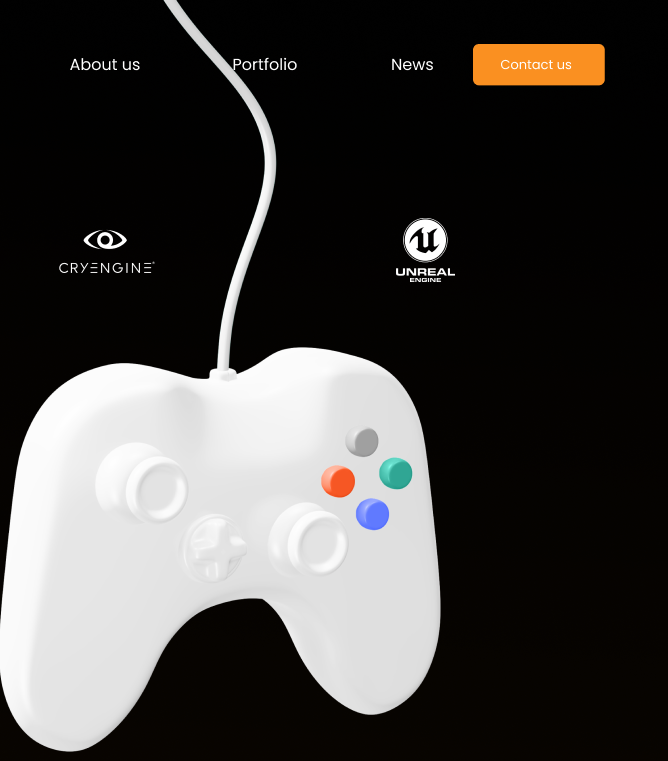 About us
Portfolio
News
Contact us
CRYENGINE®
UNREAL
ENGINE